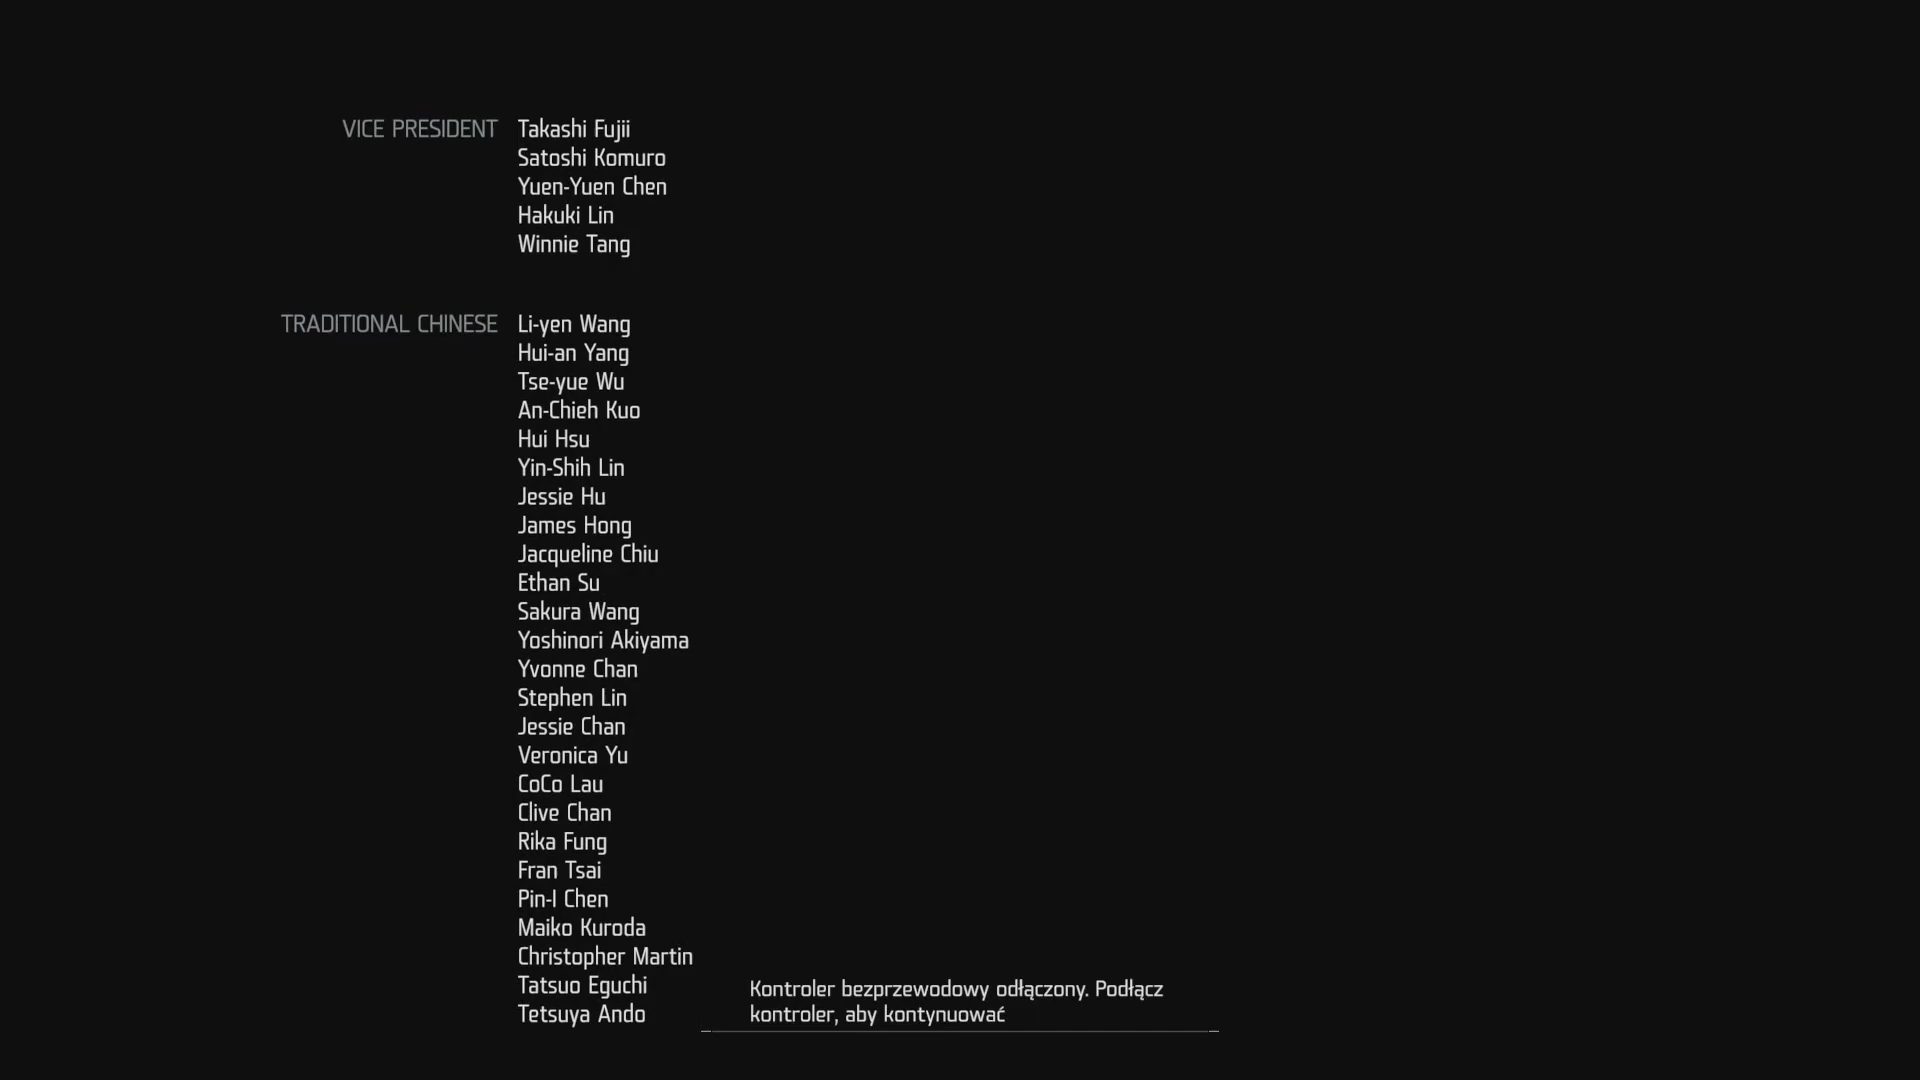 VICE PRESIDENT Takashi Fujii
Satoshi Komuro
Yuen-Yuen Chen
Hakuki Lin
Winnie Tang
TRADITIONAL CHINESE Li-yen Wang
Hui-an Yang
Tse-yue Wu
An-Chieh Kuo
Hui Hsu
Yin-Shih Lin
Jessie Hu
James Hong
Jacqueline Chiu
Ethan Su
Sakura Wang
Yoshinori Akiyama
Yvonne Chan
Stephen Lin
Jessie Chan
Veronica Yu
CoCo Lau
Clive Chan
Rika Fung
Fran Tsai
Pin-I Chen
Maiko Kuroda
Christopher Martin
Tatsuo Eguchi
Tetsuya Ando
Kontroler bezprzewodowy odłączony. Podłącz
kontroler, aby kontynuować